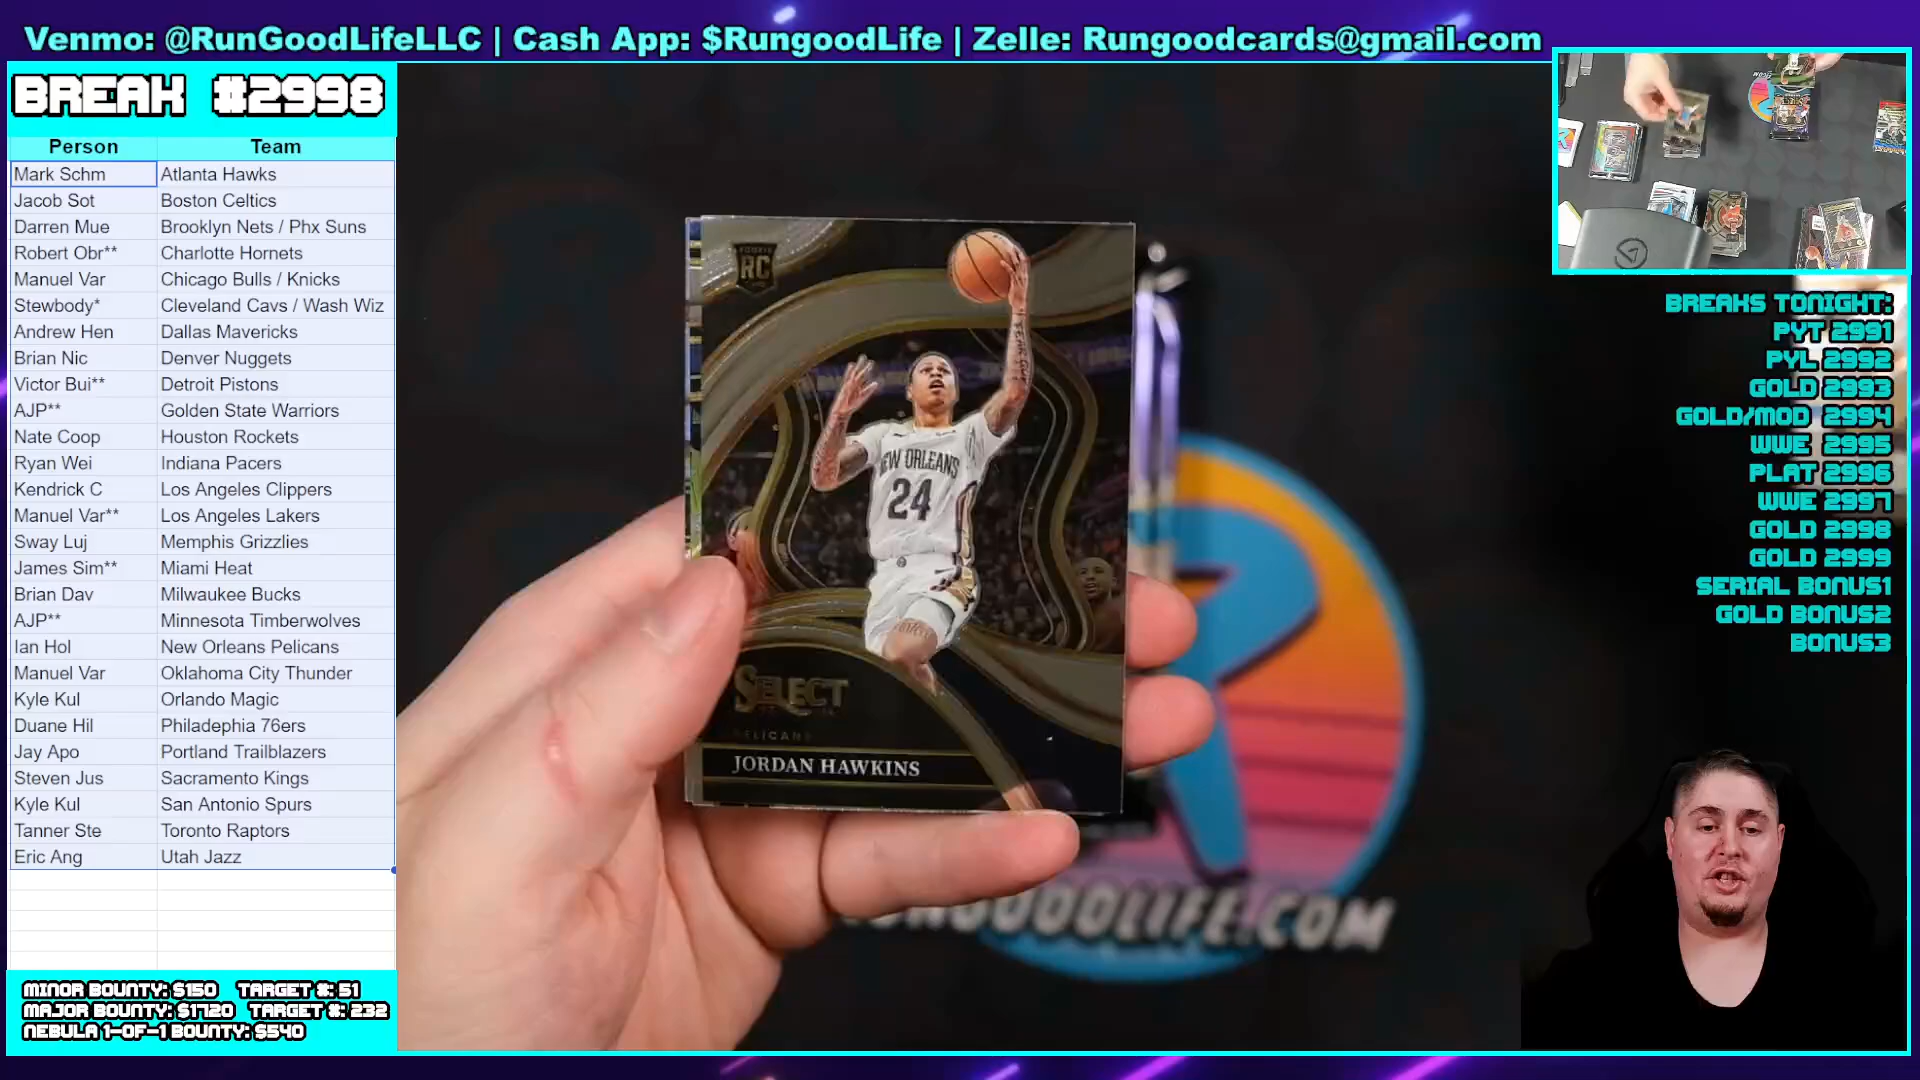 Venmo: @RunGoodLifeLLC | Cash App: $RungoodLife | Zelle: Rungoodcards@gmail.com
BREAK #2998
Person Team
Mark Schm Atlanta Hawks
Jacob Sot Boston Celtics
Darren Mue Brooklyn Nets / Phx Suns
Robert Obr** Charlotte Hornets
Manuel Var Chicago Bulls / Knicks
Stewbody* Cleveland Cavs / Wash Wiz
Andrew Hen Dallas Mavericks
Brian Nic Denver Nuggets
Victor Bui** Detroit Pistons
AJP** Golden State Warriors
Nate Coop Houston Rockets
Ryan Wei Indiana Pacers
Kendrick C Los Angeles Clippers
Manuel Var** Los Angeles Lakers
Sway Luj Memphis Grizzlies
James Sim** Miami Heat
Brian Dav Milwaukee Bucks
AJP** Minnesota Timberwolves
Ian Hol New Orleans Pelicans
Manuel Var Oklahoma City Thunder
Kyle Kul Orlando Magic
Duane Hil Philadephia 76ers
Jay Apo Portland Trailblazers
Steven Jus Sacramento Kings
Kyle Kul San Antonio Spurs
Tanner Ste Toronto Raptors
Eric Ang Utah Jazz
MINOR BOUNTY: $150 TARGET #: 51
MAJOR BOUNTY: $1720 TARGET #: 232
NEBULA 1-OF-1 BOUNTY: $540
RC
NEW ORLEANS
24
SELECT
PELICANS
JORDAN HAWKINS
RUNGOODLIFE.COM
BREAKS TONIGHT:
PYT 2991
PYL 2992
GOLD 2993
GOLD/MOD 2994
WWE 2995
PLAT 2996
WWE 2997
GOLD 2998
GOLD 2999
SERIAL BONUS1
GOLD BONUS2
BONUS3